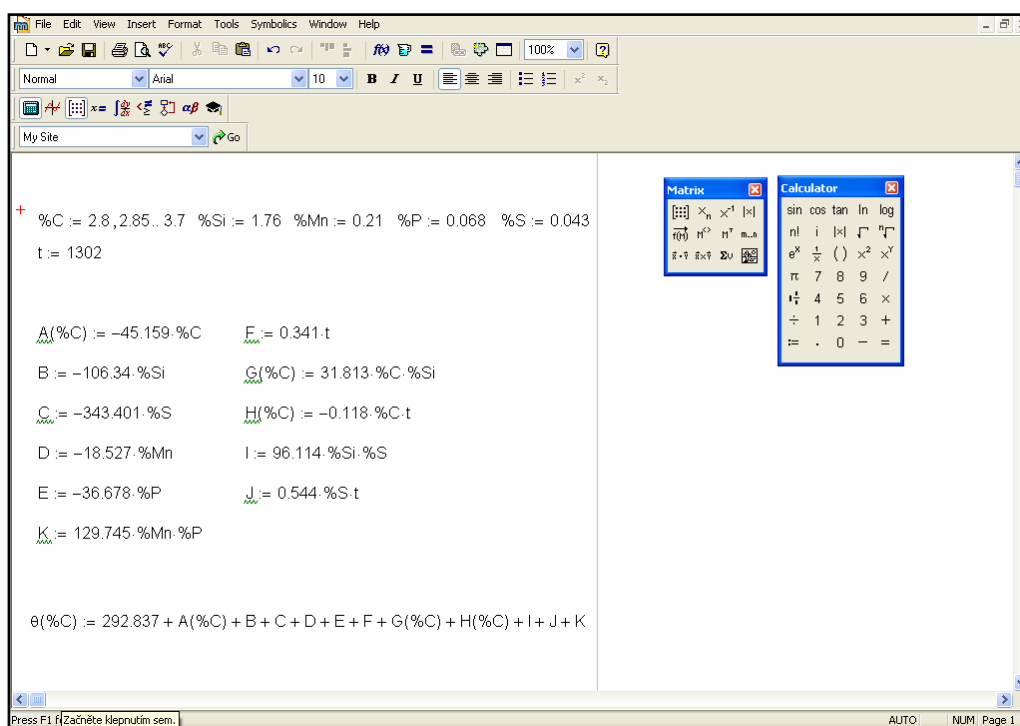 File Edit View Insert Format Tools Symbolics Window Help
100%
Normal Arial 10 B I U
My Site Go
%C := 2.8, 2.85.. 3.7 %Si := 1.76 %Mn := 0.21 %P := 0.068 %S := 0.043
t := 1302
A(%C) := −45.159·%C F := 0.341·t
B := −106.34·%Si G(%C) := 31.813·%C·%Si
C := −343.401·%S H(%C) := −0.118·%C·t
D := −18.527·%Mn I := 96.114·%Si·%S
E := −36.678·%P J := 0.544·%S·t
K := 129.745·%Mn·%P
θ(%C) := 292.837 + A(%C) + B + C + D + E + F + G(%C) + H(%C) + I + J + K
Matrix
Calculator
sin cos tan ln log
n! i |×| √ ⁿ√
eˣ 1/x ( ) ×² ×ʸ
π 7 8 9 /
4 5 6 ×
÷ 1 2 3 +
:= . 0 − =
Press F1 f
Začněte klepnutím sem.
AUTO NUM Page 1